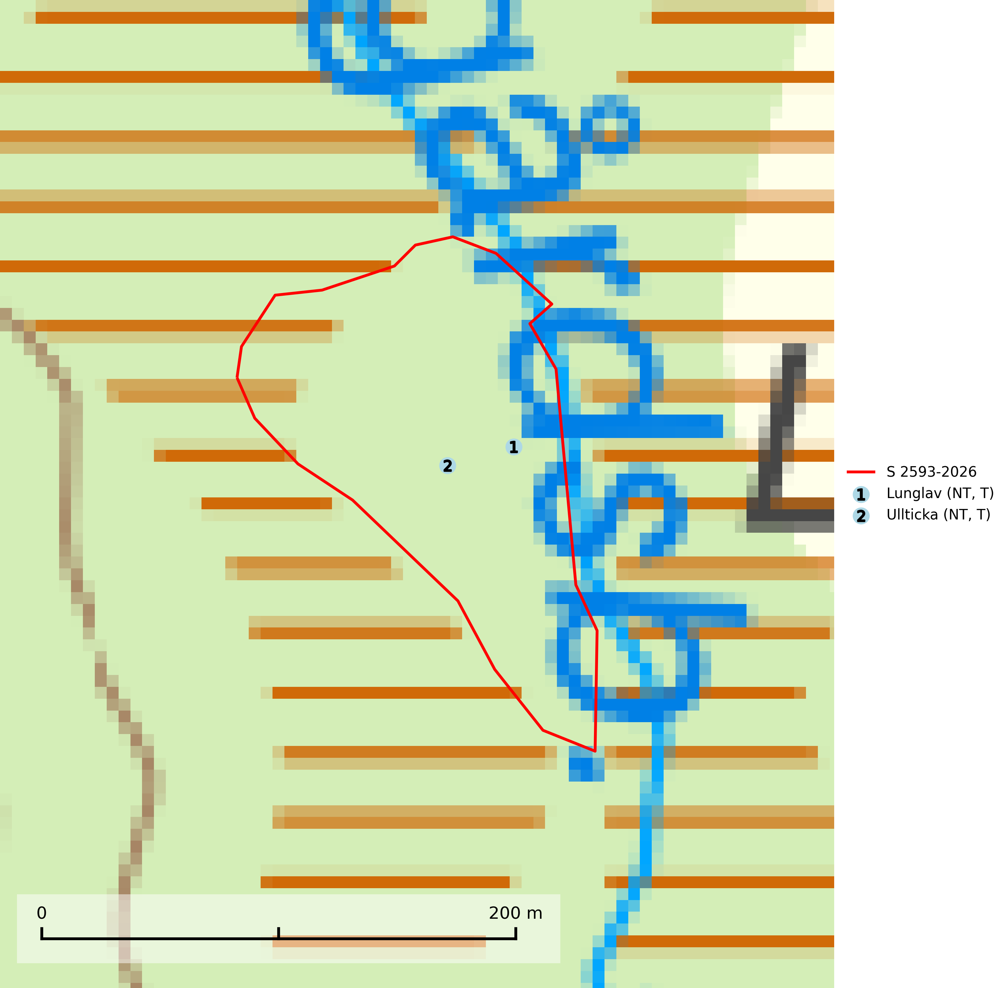 1
2
S 2593-2026
1 Lunglav (NT, T)
2 Ullticka (NT, T)
0 200 m